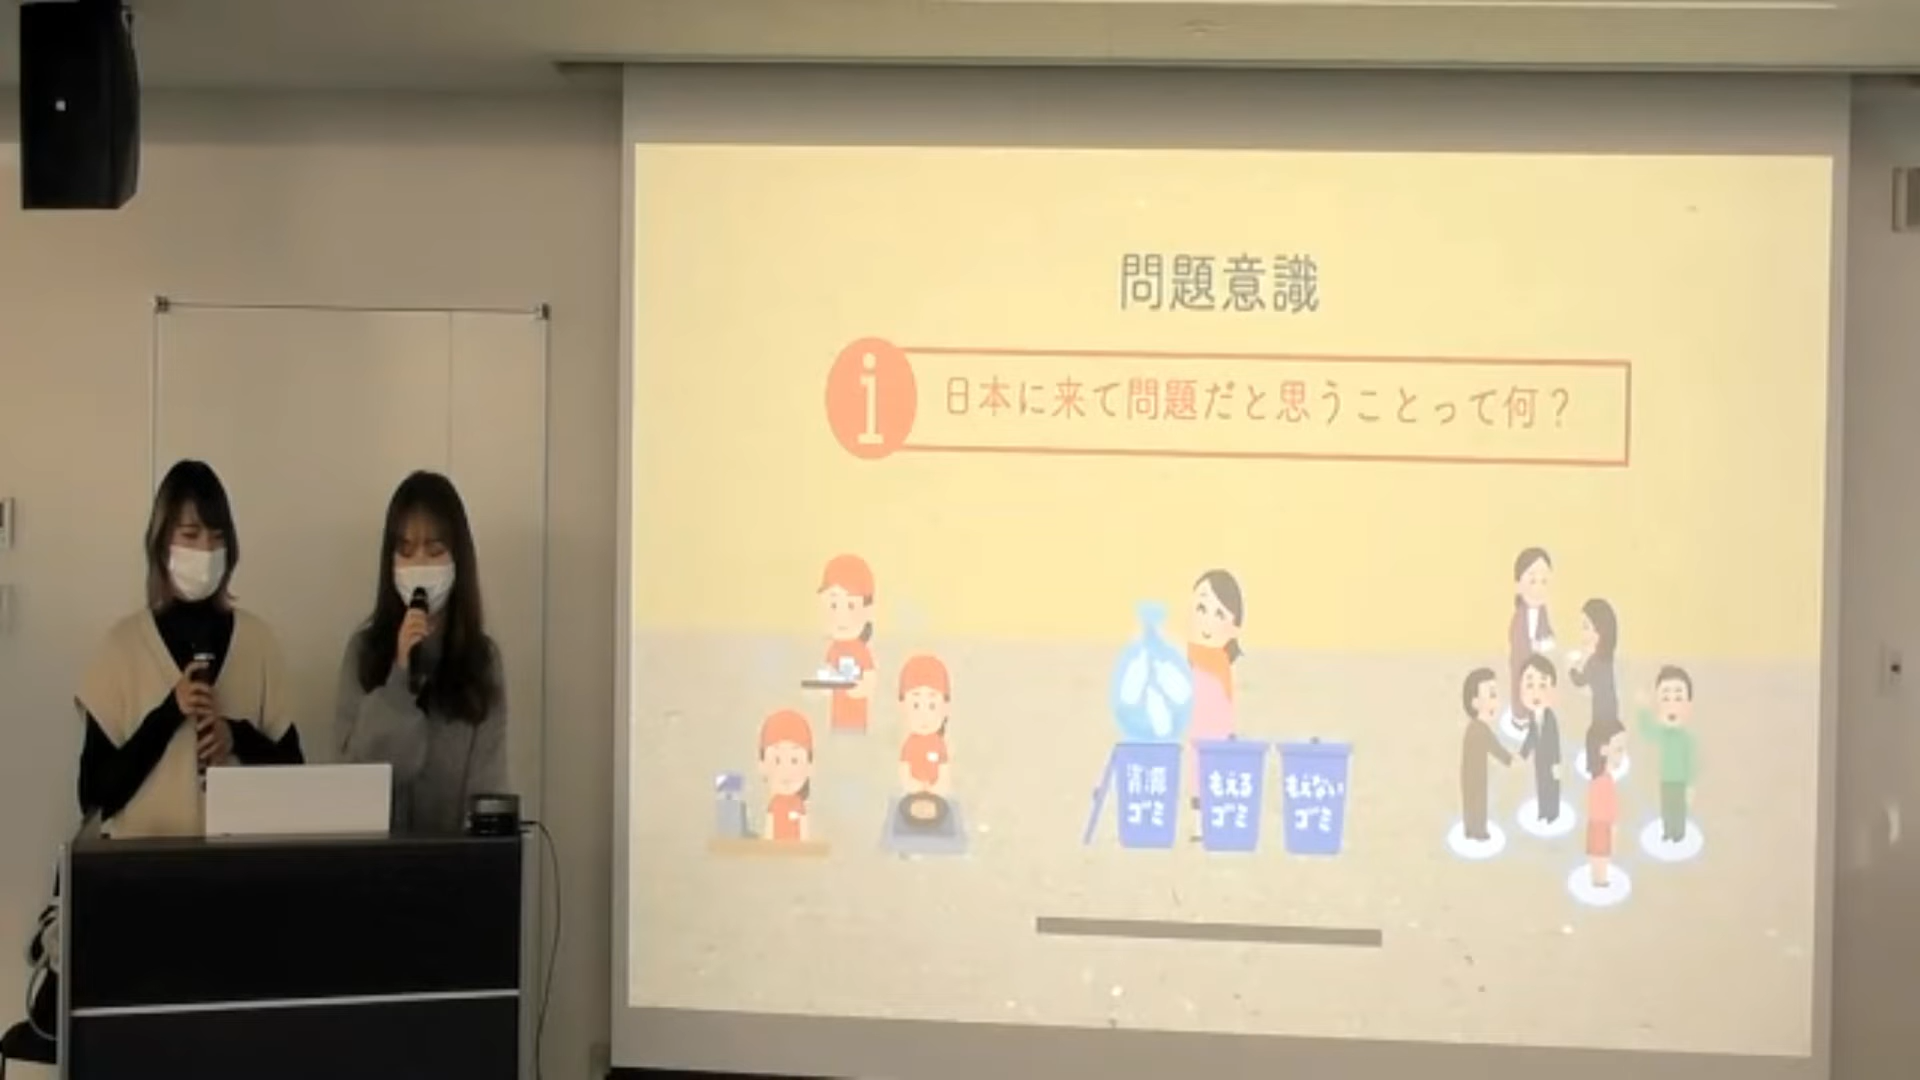 問題意識
i
日本に来て問題だと思うことって何？
資源
ゴミ
もえる
ゴミ
もえない
ゴミ